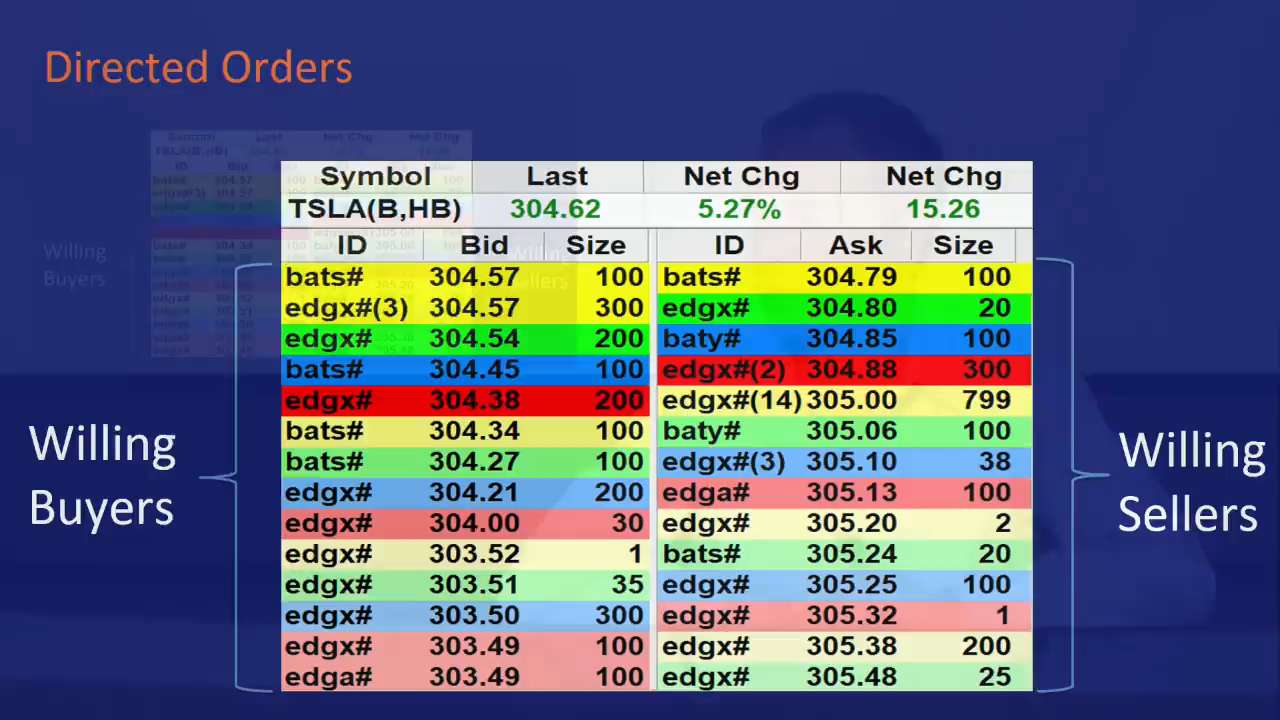 Directed Orders
Symbol Last Net Chg Net Chg
TSLA(B,HB) 304.62 5.27% 15.26
ID Bid Size ID Ask Size
bats# 304.57 100 bats# 304.79 100
edgx#(3) 304.57 300 edgx# 304.80 20
edgx# 304.54 200 baty# 304.85 100
bats# 304.45 100 edgx#(2) 304.88 300
edgx# 304.38 200 edgx#(14) 305.00 799
bats# 304.34 100 baty# 305.06 100
bats# 304.27 100 edgx#(3) 305.10 38
edgx# 304.21 200 edga# 305.13 100
edgx# 304.00 30 edgx# 305.20 2
edgx# 303.52 1 bats# 305.24 20
edgx# 303.51 35 edgx# 305.25 100
edgx# 303.50 300 edgx# 305.32 1
edgx# 303.49 100 edgx# 305.38 200
edga# 303.49 100 edgx# 305.48 25
Willing
Buyers
Willing
Sellers
Willing
Buyers